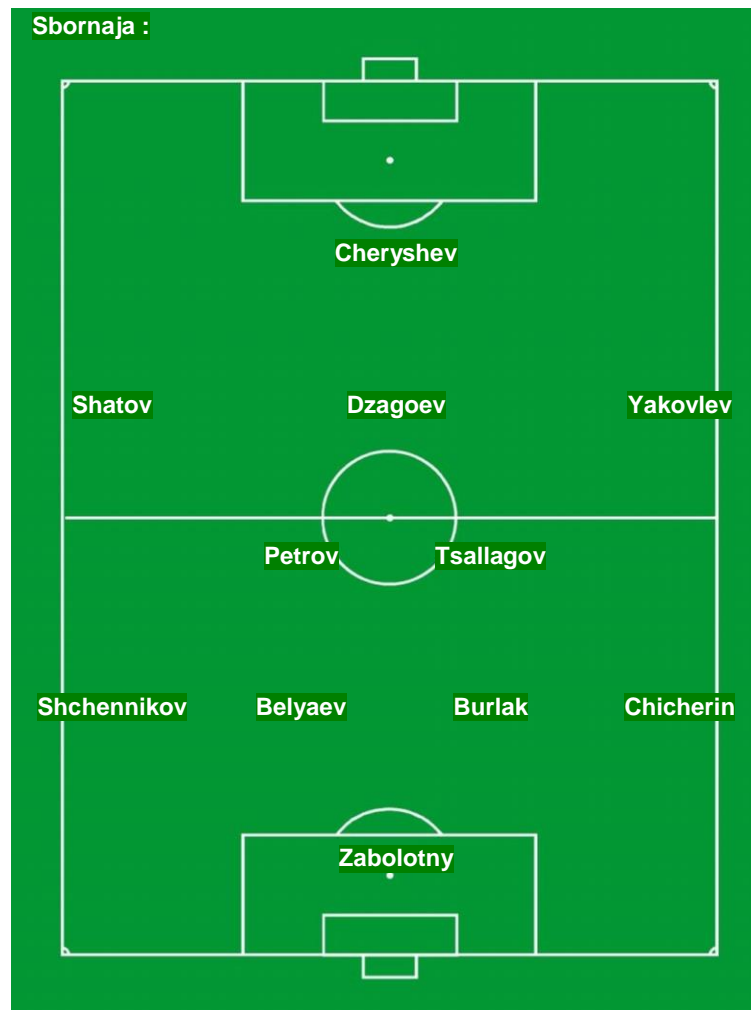 Sbornaja :
Cheryshev
Shatov Dzagoev Yakovlev
Petrov Tsallagov
Shchennikov Belyaev Burlak Chicherin
Zabolotny